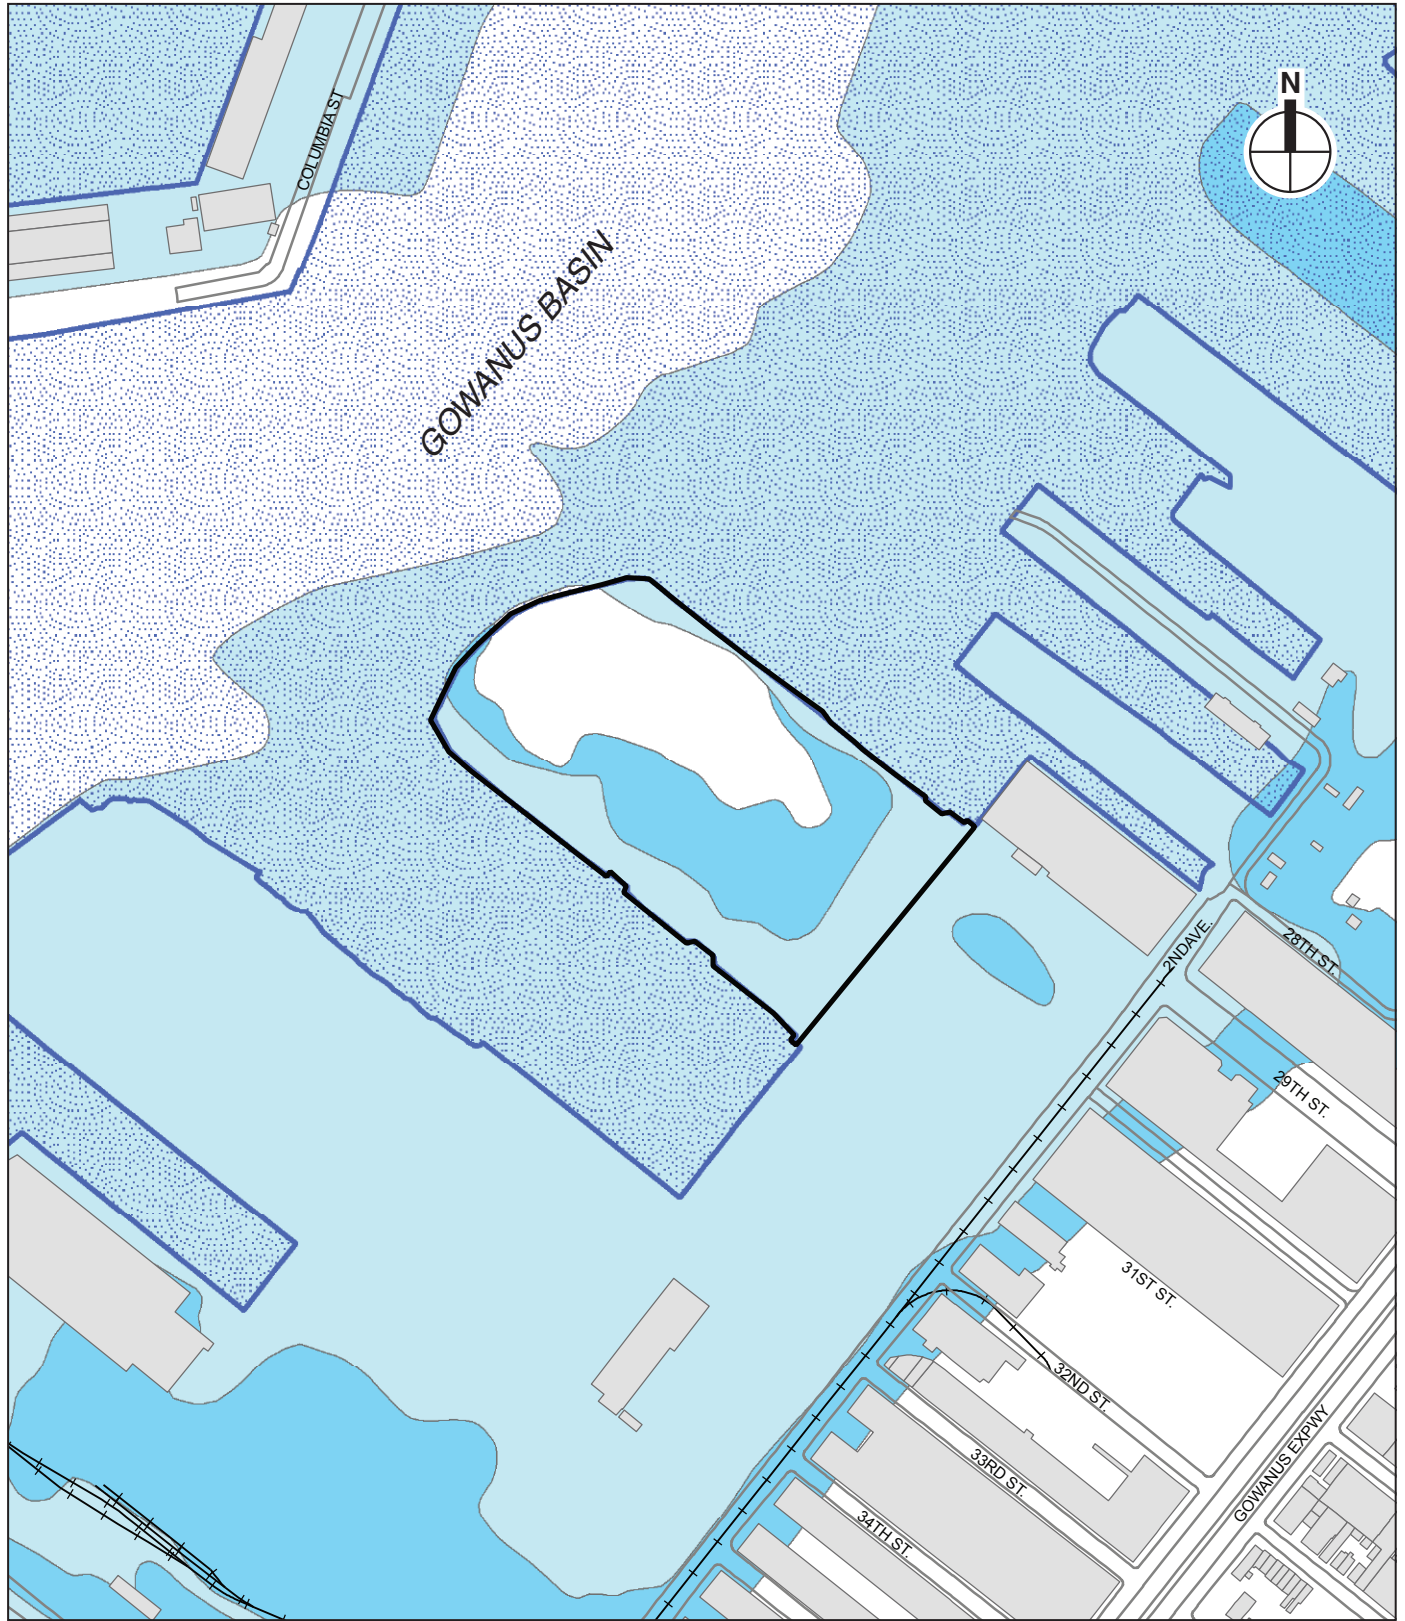 N
COLUMBIA ST
GOWANUS BASIN
2ND AVE.
28TH ST.
29TH ST.
31ST ST.
32ND ST.
33RD ST.
34TH ST.
GOWANUS EXPWY